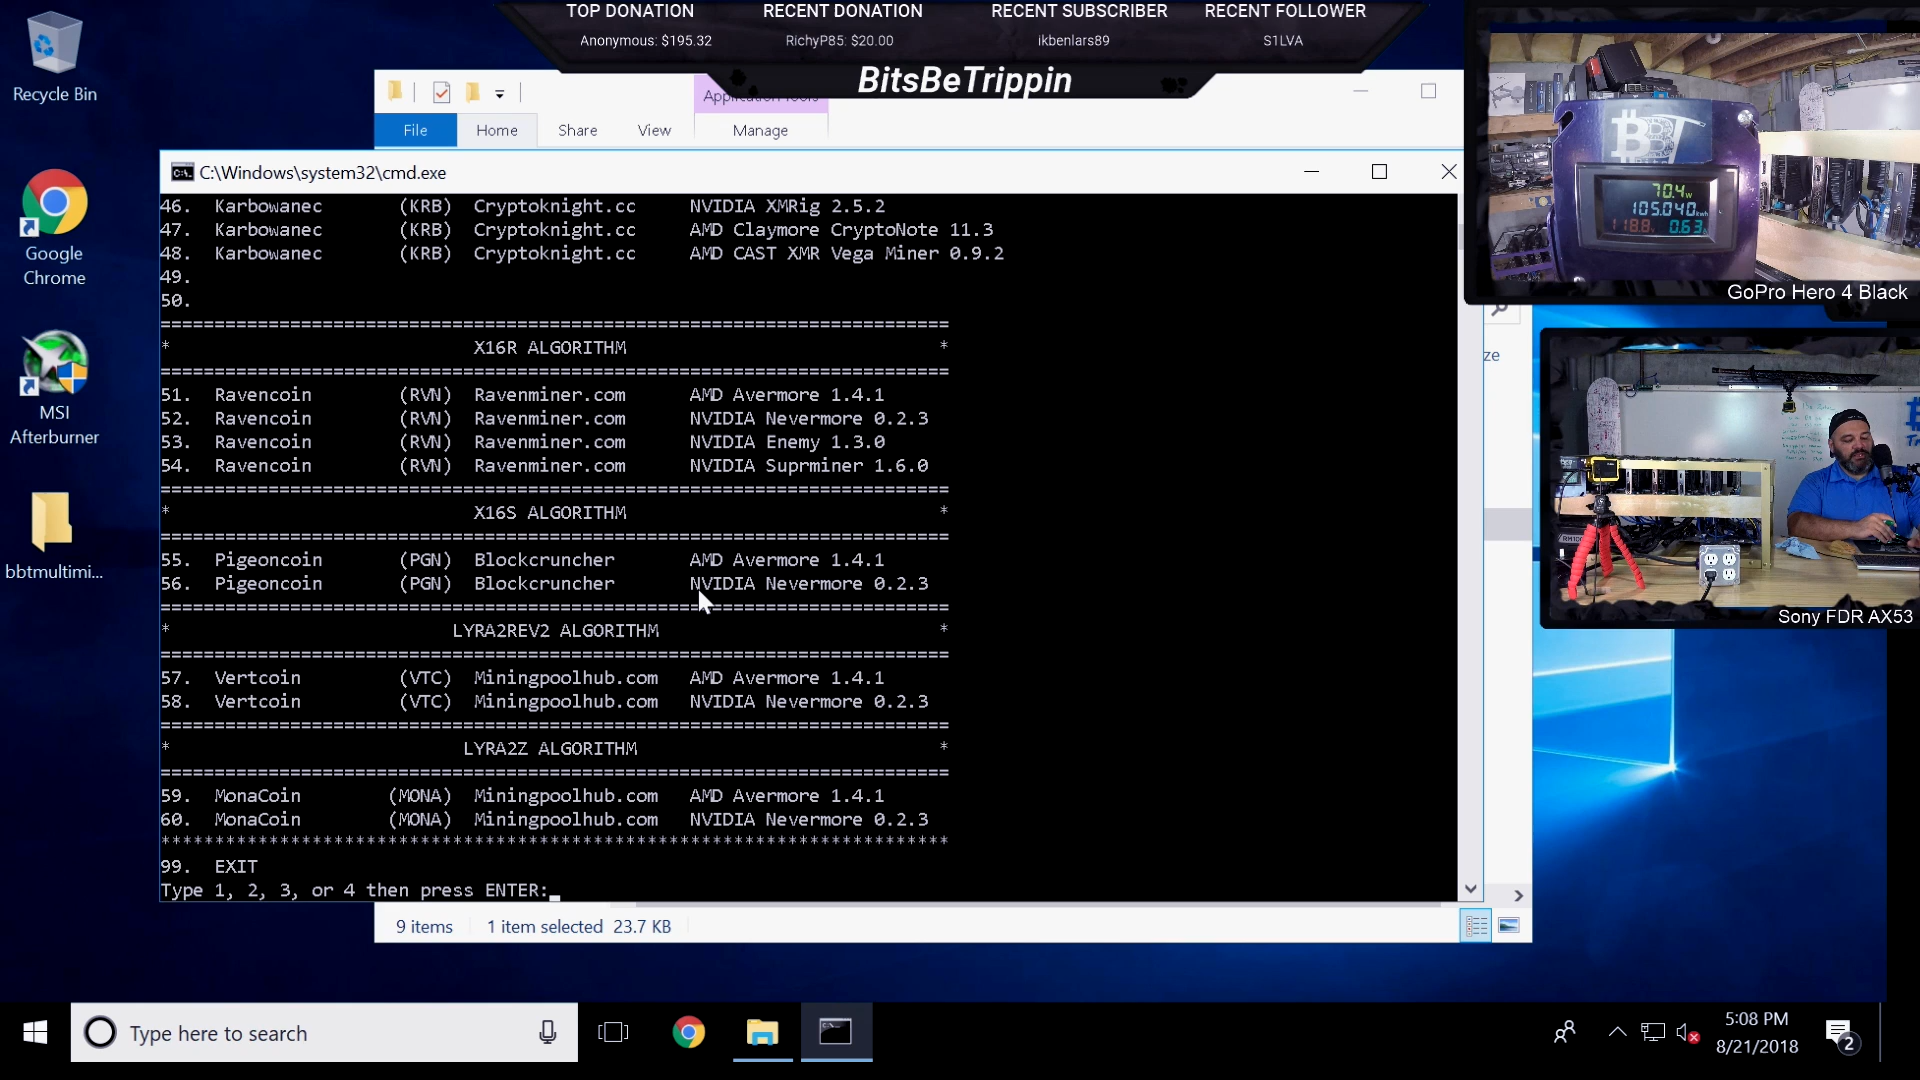 TOP DONATION
Anonymous: $195.32
RECENT DONATION
RichyP85: $20.00
RECENT SUBSCRIBER
ikbenlars89
RECENT FOLLOWER
S1LVA
BitsBeTrippin
Recycle Bin
Google
Chrome
MSI
Afterburner
bbtmultimi...
File
Home
Share
View
Manage
C:\Windows\system32\cmd.exe
46. Karbowanec (KRB) Cryptoknight.cc NVIDIA XMRig 2.5.2
47. Karbowanec (KRB) Cryptoknight.cc AMD Claymore CryptoNote 11.3
48. Karbowanec (KRB) Cryptoknight.cc AMD CAST XMR Vega Miner 0.9.2
49.
50.
=========================================================================
* X16R ALGORITHM *
=========================================================================
51. Ravencoin (RVN) Ravenminer.com AMD Avermore 1.4.1
52. Ravencoin (RVN) Ravenminer.com NVIDIA Nevermore 0.2.3
53. Ravencoin (RVN) Ravenminer.com NVIDIA Enemy 1.3.0
54. Ravencoin (RVN) Ravenminer.com NVIDIA Suprminer 1.6.0
=========================================================================
* X16S ALGORITHM *
=========================================================================
55. Pigeoncoin (PGN) Blockcruncher AMD Avermore 1.4.1
56. Pigeoncoin (PGN) Blockcruncher NVIDIA Nevermore 0.2.3
=========================================================================
* LYRA2REV2 ALGORITHM *
=========================================================================
57. Vertcoin (VTC) Miningpoolhub.com AMD Avermore 1.4.1
58. Vertcoin (VTC) Miningpoolhub.com NVIDIA Nevermore 0.2.3
=========================================================================
* LYRA2Z ALGORITHM *
=========================================================================
59. MonaCoin (MONA) Miningpoolhub.com AMD Avermore 1.4.1
60. MonaCoin (MONA) Miningpoolhub.com NVIDIA Nevermore 0.2.3
*************************************************************************
99. EXIT
Type 1, 2, 3, or 4 then press ENTER:_
9 items 1 item selected 23.7 KB
70.4w
105.040kwh
118.8v 0.63
GoPro Hero 4 Black
ze
Sony FDR AX53
Type here to search
5:08 PM
8/21/2018
2